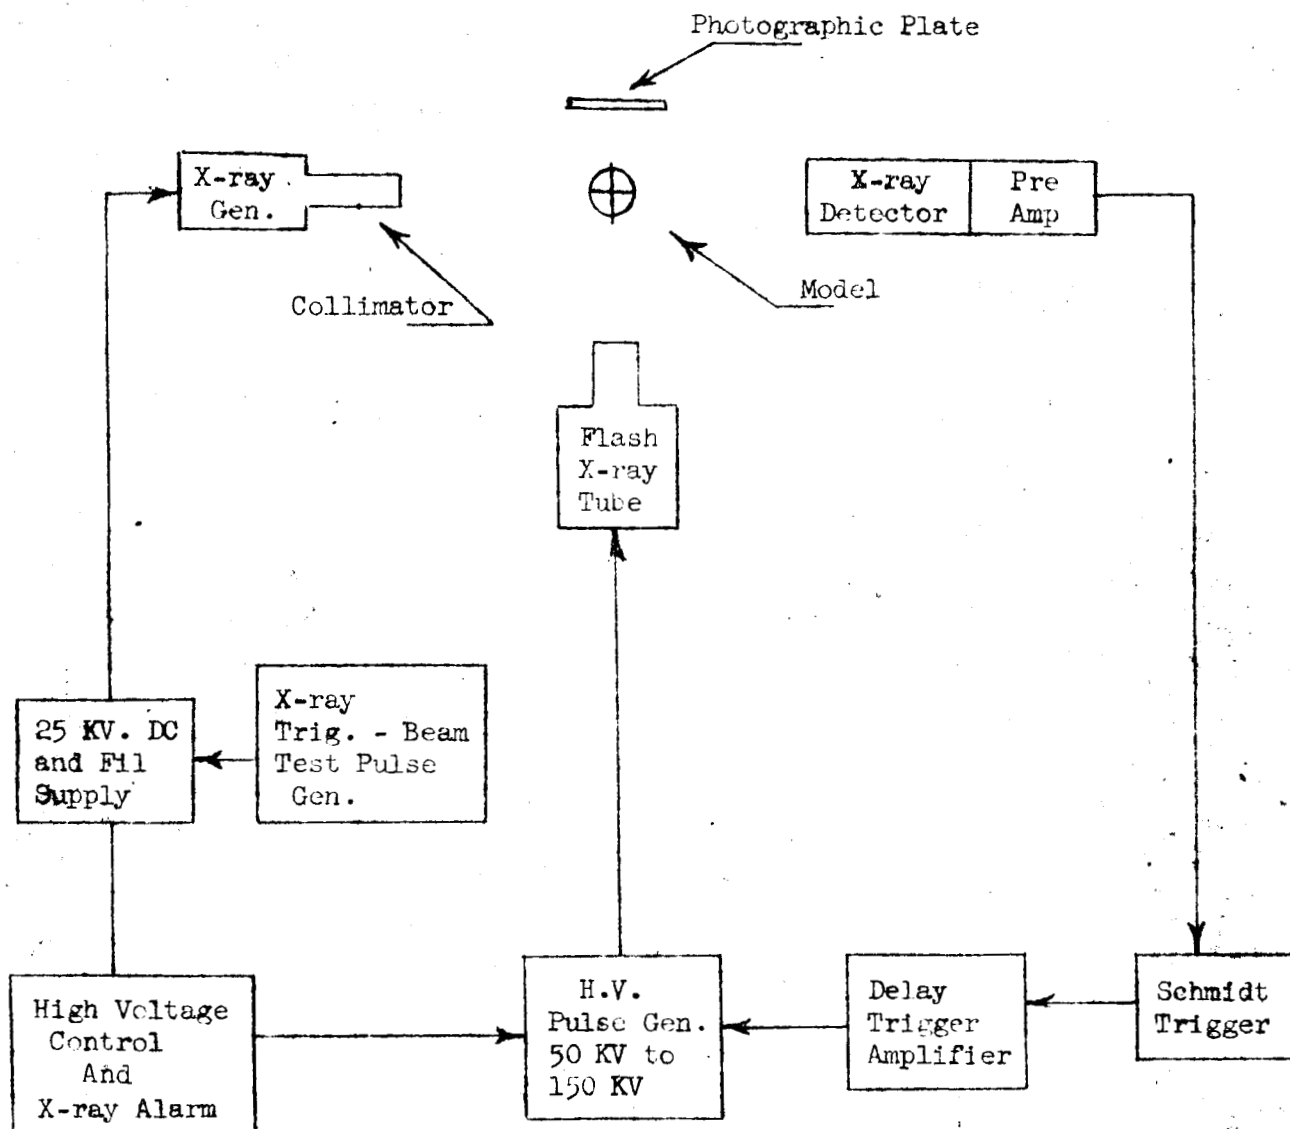 Photographic Plate
X-ray
Gen.
X-ray
Detector
Pre
Amp
Collimator
Model
Flash
X-ray
Tube
25 KV. DC
and Fil
Supply
X-ray
Trig. - Beam
Test Pulse
Gen.
High Voltage
Control
And
X-ray Alarm
H.V.
Pulse Gen.
50 KV to
150 KV
Delay
Trigger
Amplifier
Schmidt
Trigger